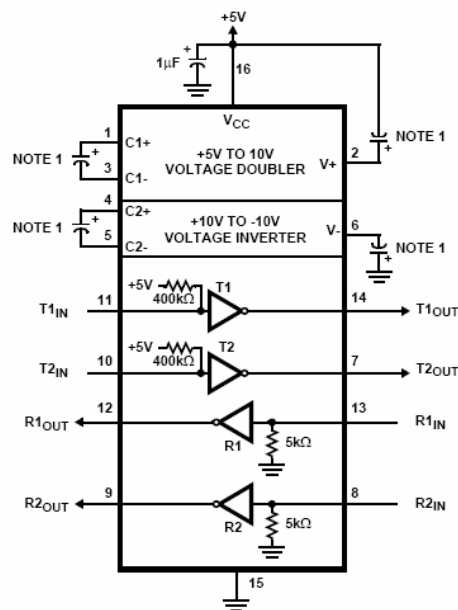 +5V
1µF
+
16
VCC
1
+
NOTE 1
3
C1+
C1-
+5V TO 10V
VOLTAGE DOUBLER
V+
2
+
NOTE 1
4
+
NOTE 1
5
C2+
C2-
+10V TO -10V
VOLTAGE INVERTER
V-
6
+
NOTE 1
+5V
400kΩ
T1
T1IN
11
14
T1OUT
+5V
400kΩ
T2
T2IN
10
7
T2OUT
R1OUT
12
13
R1IN
R1
5kΩ
R2OUT
9
8
R2IN
R2
5kΩ
15